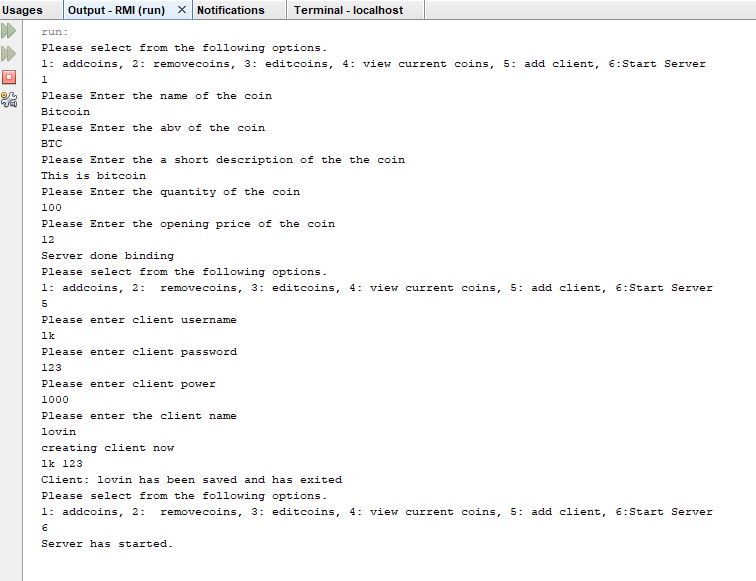 Usages Output - RMI (run) × Notifications Terminal - localhost
run:
Please select from the following options.
1: addcoins, 2: removecoins, 3: editcoins, 4: view current coins, 5: add client, 6:Start Server
1
Please Enter the name of the coin
Bitcoin
Please Enter the abv of the coin
BTC
Please Enter the a short description of the the coin
This is bitcoin
Please Enter the quantity of the coin
100
Please Enter the opening price of the coin
12
Server done binding
Please select from the following options.
1: addcoins, 2:  removecoins, 3: editcoins, 4: view current coins, 5: add client, 6:Start Server
5
Please enter client username
lk
Please enter client password
123
Please enter client power
1000
Please enter the client name
lovin
creating client now
lk 123
Client: lovin has been saved and has exited
Please select from the following options.
1: addcoins, 2:  removecoins, 3: editcoins, 4: view current coins, 5: add client, 6:Start Server
6
Server has started.